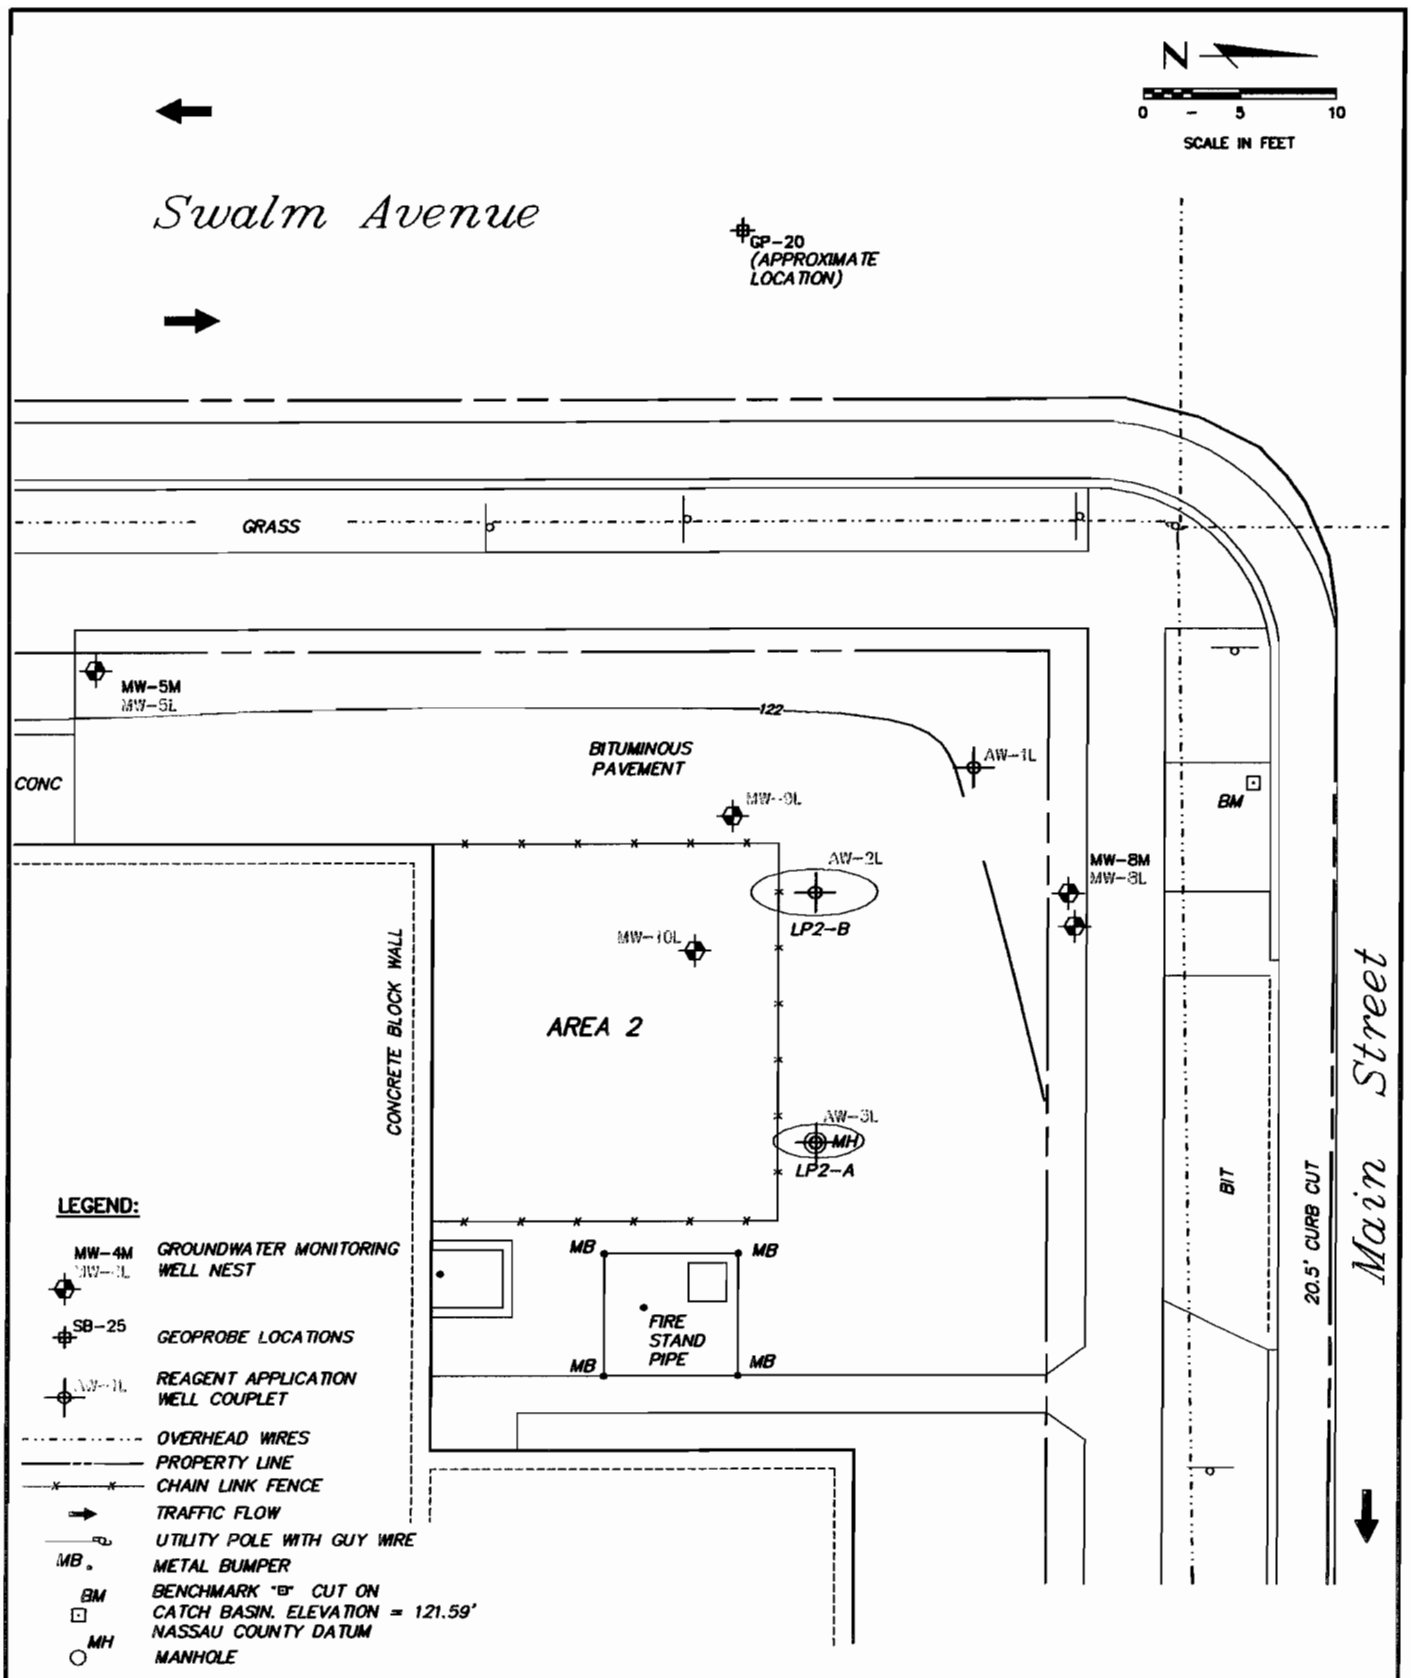 N
0 - 5 10
SCALE IN FEET
Swalm Avenue
GP-20
(APPROXIMATE
LOCATION)
GRASS
MW-5M
MW-5L
122
BITUMINOUS
PAVEMENT
AW-1L
CONC
BM
MW-9L
AW-2L
MW-8M
MW-8L
LP2-B
MW-10L
CONCRETE BLOCK WALL
AREA 2
Main Street
AW-3L
MH
LP2-A
BIT
20.5' CURB CUT
MB
MB
FIRE
STAND
PIPE
MB
MB
LEGEND:
MW-4M
GROUNDWATER MONITORING
WELL NEST
SB-25
GEOPROBE LOCATIONS
AW-1L
REAGENT APPLICATION
WELL COUPLET
OVERHEAD WIRES
PROPERTY LINE
CHAIN LINK FENCE
TRAFFIC FLOW
UTILITY POLE WITH GUY WIRE
MB
METAL BUMPER
BM
BENCHMARK "□" CUT ON
CATCH BASIN. ELEVATION = 121.59'
NASSAU COUNTY DATUM
MH
MANHOLE